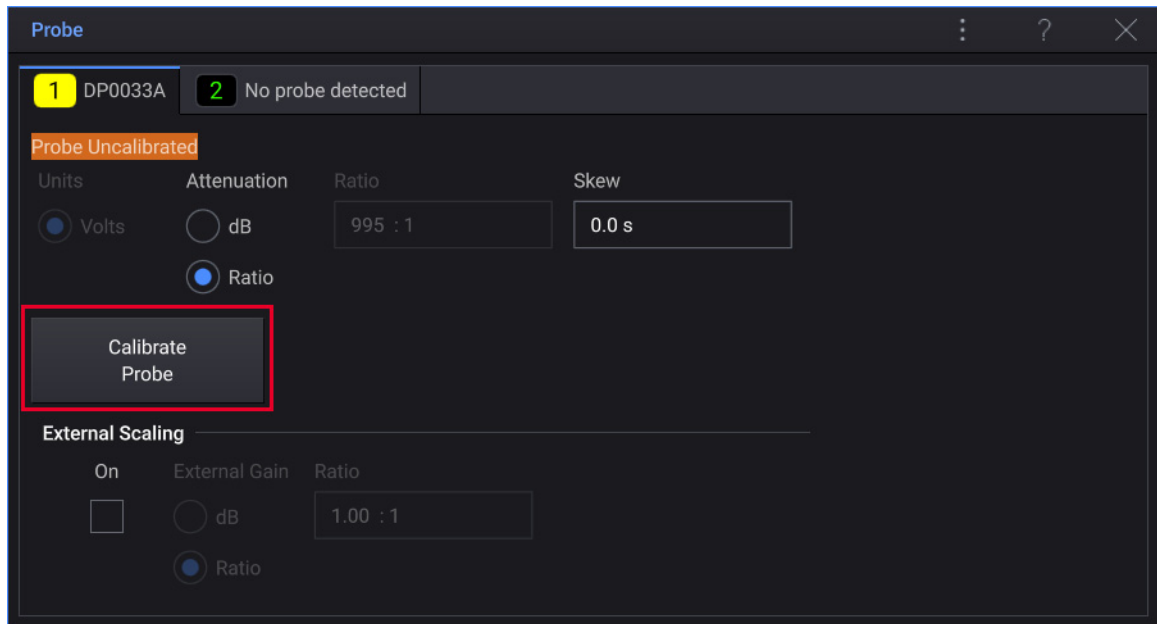 Probe
?
1 DP0033A
2 No probe detected
Probe Uncalibrated
Units Attenuation Ratio Skew
Volts dB 995 : 1 0.0 s
Ratio
Calibrate
Probe
External Scaling
On External Gain Ratio
dB 1.00 : 1
Ratio